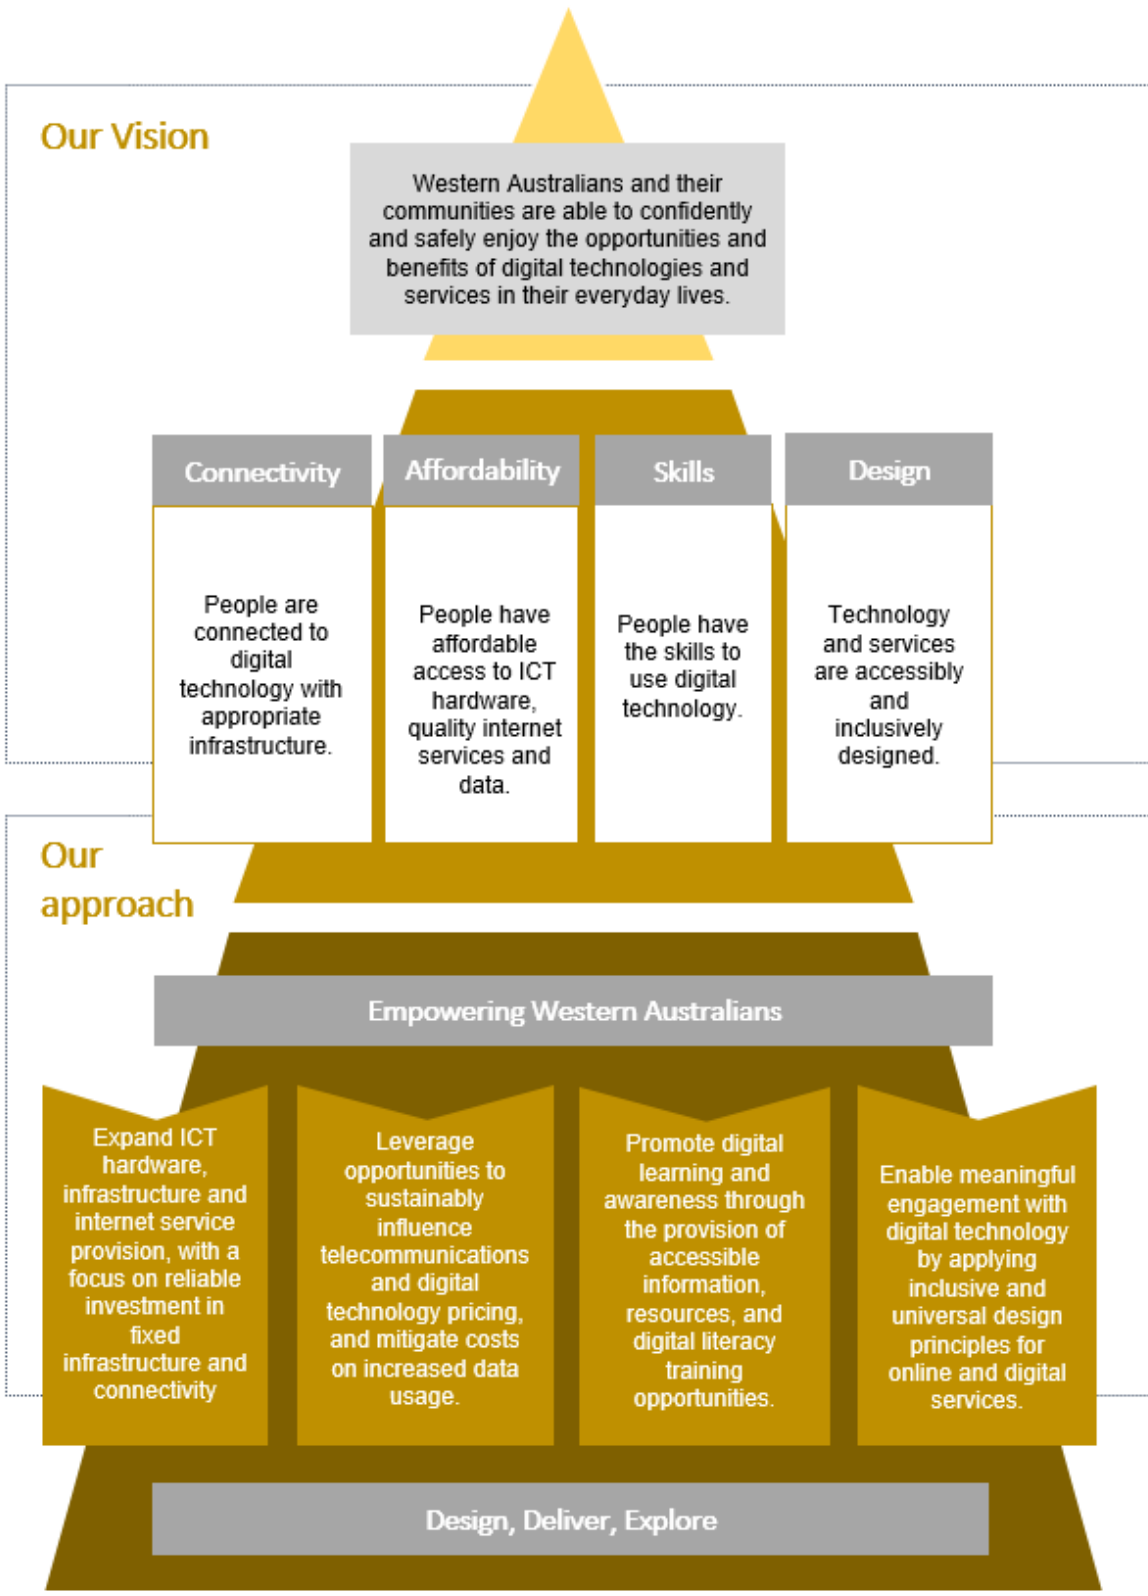 Our Vision
Western Australians and their
communities are able to confidently
and safely enjoy the opportunities and
benefits of digital technologies and
services in their everyday lives.
Connectivity
People are
connected to
digital
technology with
appropriate
infrastructure.
Affordability
People have
affordable
access to ICT
hardware,
quality internet
services and
data.
Skills
People have
the skills to
use digital
technology.
Design
Technology
and services
are accessibly
and
inclusively
designed.
Our
approach
Empowering Western Australians
Expand ICT
hardware,
infrastructure and
internet service
provision, with a
focus on reliable
investment in
fixed
infrastructure and
connectivity
Leverage
opportunities to
sustainably
influence
telecommunications
and digital
technology pricing,
and mitigate costs
on increased data
usage.
Promote digital
learning and
awareness through
the provision of
accessible
information,
resources, and
digital literacy
training
opportunities.
Enable meaningful
engagement with
digital technology
by applying
inclusive and
universal design
principles for
online and digital
services.
Design, Deliver, Explore